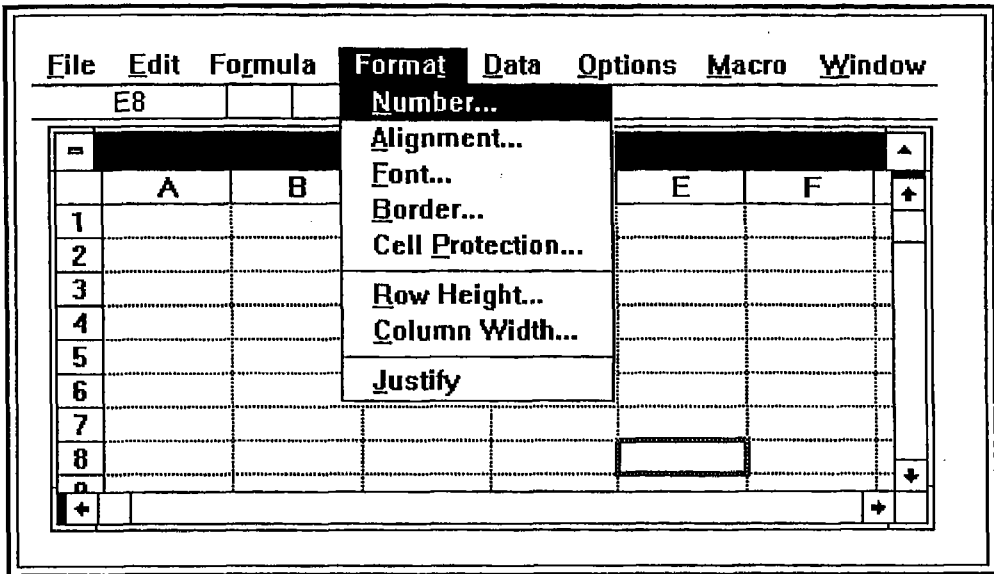 File Edit Formula Format Data Options Macro Window
E8
Number...
Alignment...
Font...
Border...
Cell Protection...
Row Height...
Column Width...
Justify
A B E F
1
2
3
4
5
6
7
8